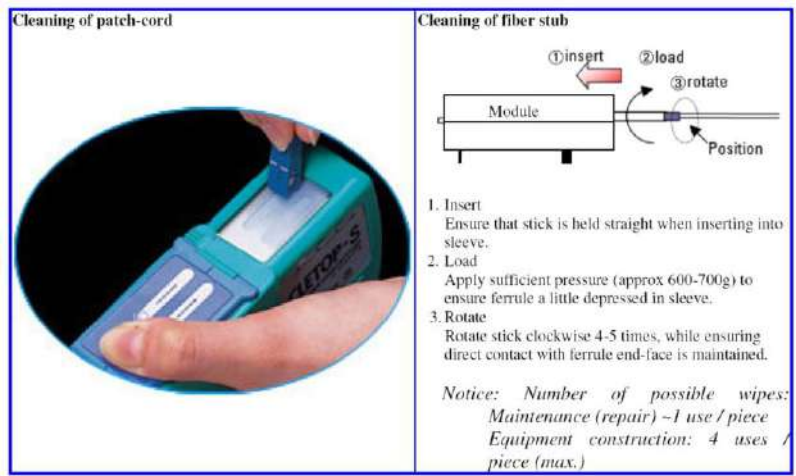 Cleaning of patch-cord
CLETOP-S
Cleaning of fiber stub
①insert
②load
③rotate
Module
Position
1. Insert
Ensure that stick is held straight when inserting into
sleeve.
2. Load
Apply sufficient pressure (approx 600-700g) to
ensure ferrule a little depressed in sleeve.
3. Rotate
Rotate stick clockwise 4-5 times, while ensuring
direct contact with ferrule end-face is maintained.
Notice: Number of possible wipes:
Maintenance (repair) ~1 use / piece
Equipment construction: 4 uses /
piece (max.)